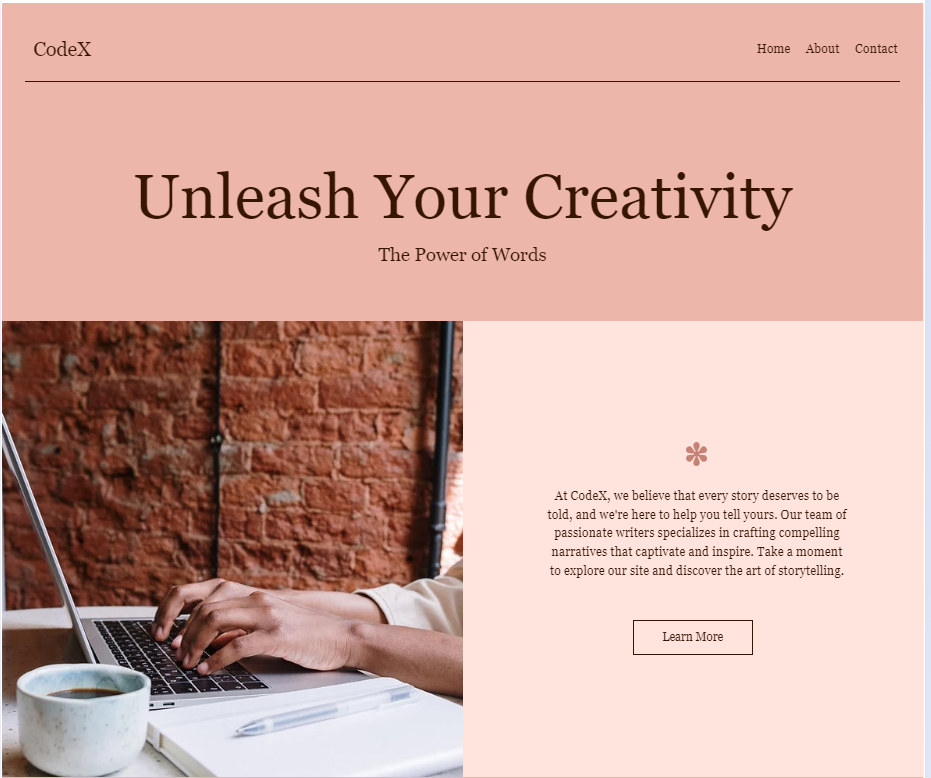 CodeX
Home About Contact
Unleash Your Creativity
The Power of Words
At CodeX, we believe that every story deserves to be
told, and we're here to help you tell yours. Our team of
passionate writers specializes in crafting compelling
narratives that captivate and inspire. Take a moment
to explore our site and discover the art of storytelling.
Learn More